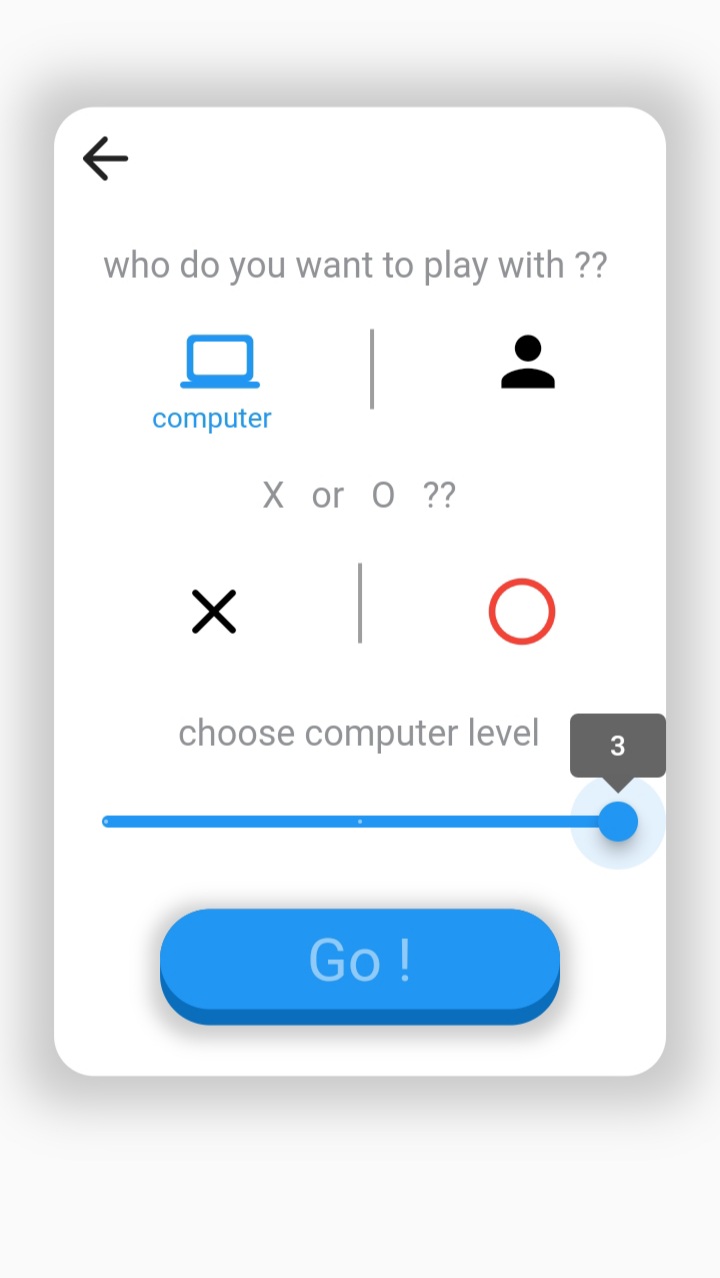 who do you want to play with ??
computer
X or O ??
choose computer level
3
Go !